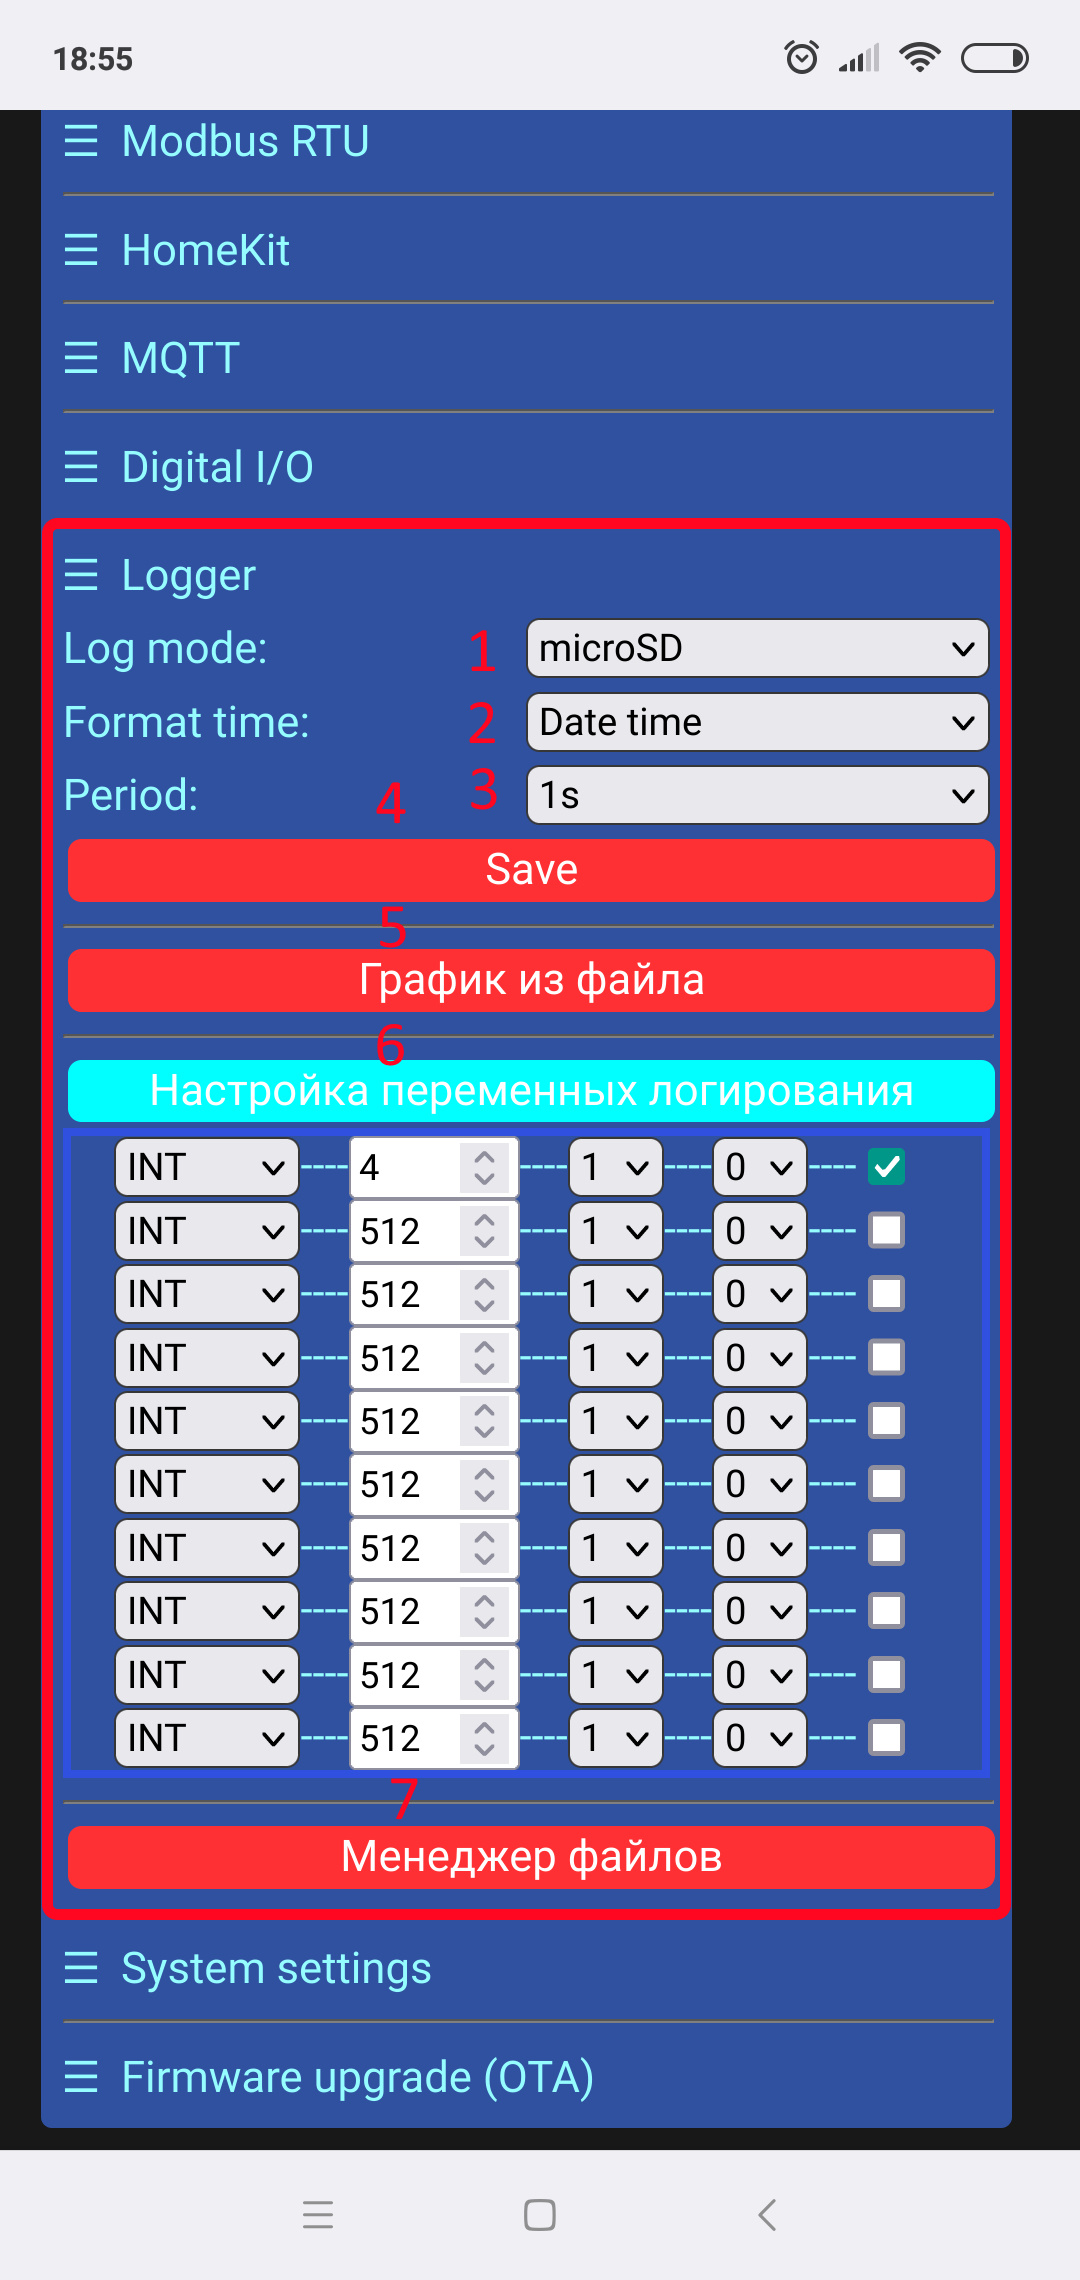 18:55
Modbus RTU
HomeKit
MQTT
Digital I/O
Logger
Log mode: 1 microSD
Format time: 2 Date time
Period: 4 3 1s
Save
5
График из файла
6
Настройка переменных логирования
INT 4 1 0
INT 512 1 0
INT 512 1 0
INT 512 1 0
INT 512 1 0
INT 512 1 0
INT 512 1 0
INT 512 1 0
INT 512 1 0
INT 512 1 0
7
Менеджер файлов
System settings
Firmware upgrade (OTA)